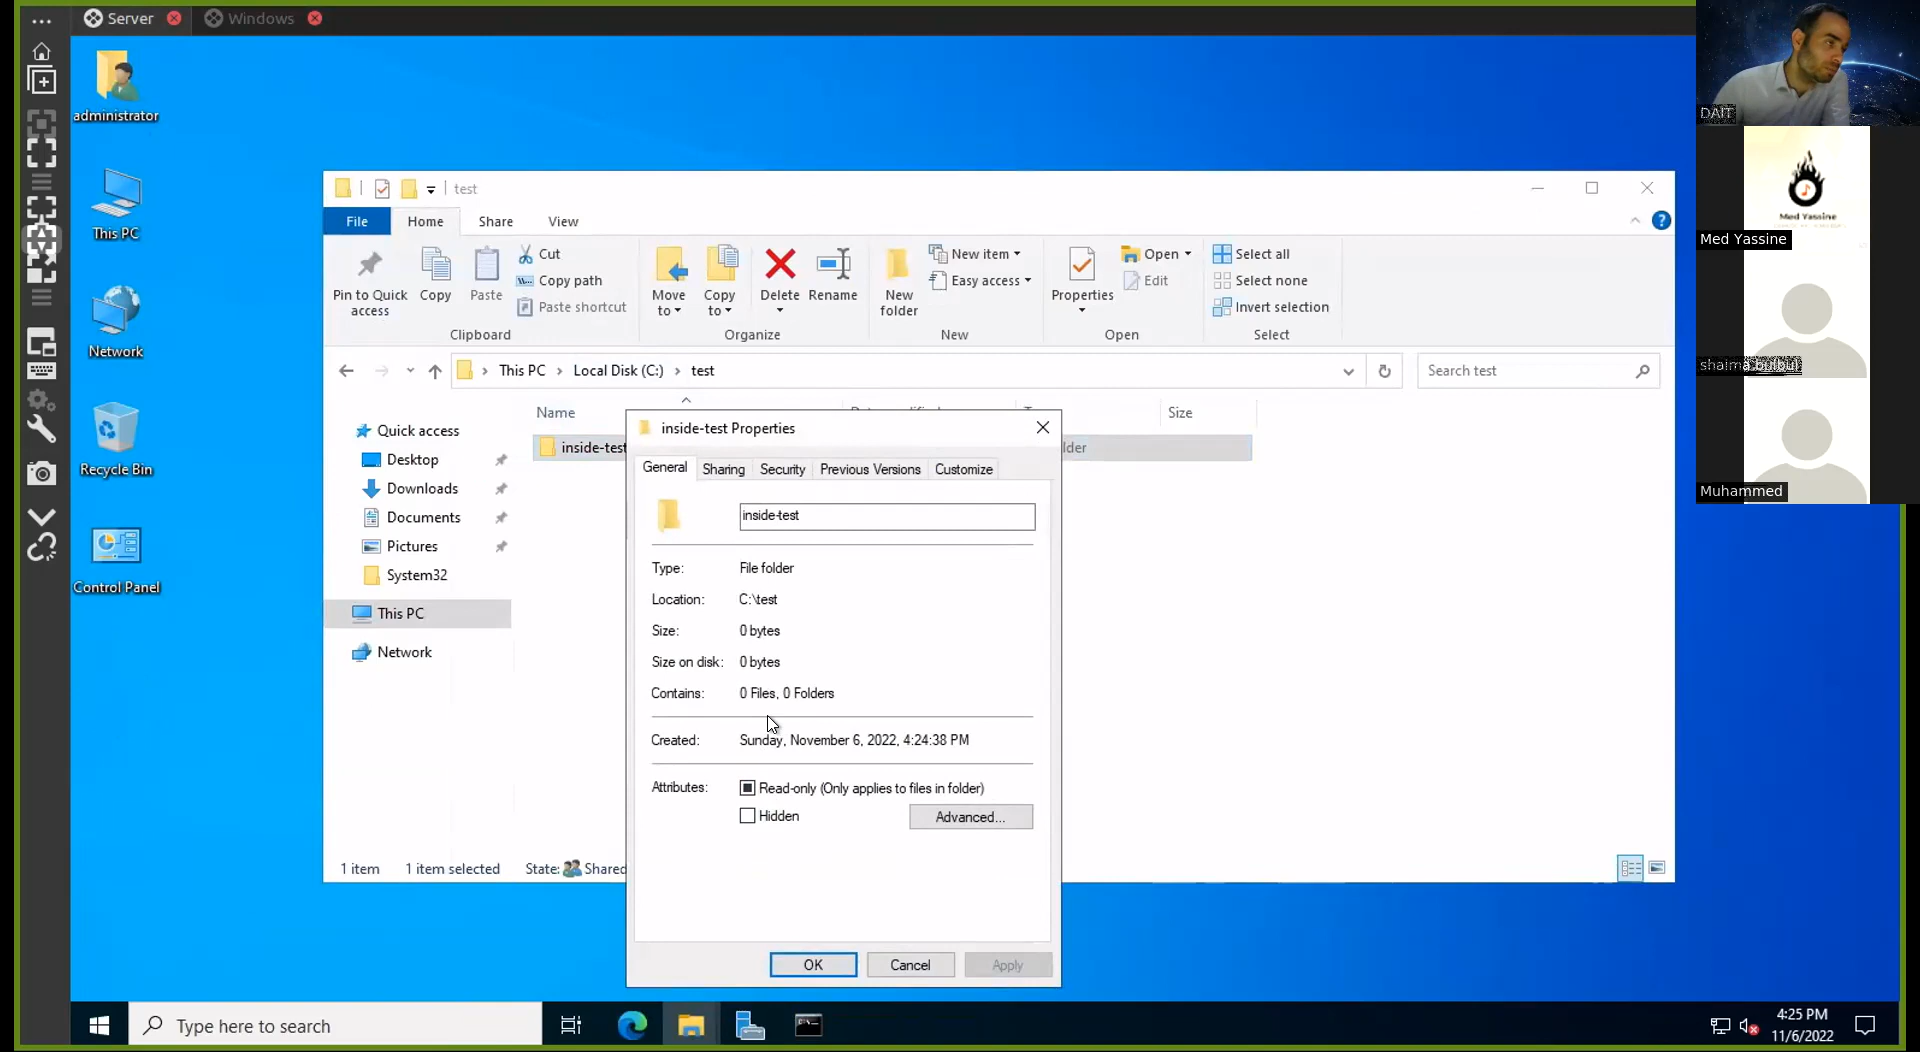 Server
Windows
administrator
This PC
Network
Recycle Bin
Control Panel
test
File
Home
Share
View
Pin to Quick access
Copy
Paste
Cut
Copy path
Paste shortcut
Clipboard
Move to
Copy to
Delete
Rename
Organize
New folder
New item
Easy access
New
Properties
Open
Edit
Open
Select all
Select none
Invert selection
Select
This PC
Local Disk (C:)
test
Search test
Name
Size
Quick access
Desktop
Downloads
Documents
Pictures
System32
This PC
Network
inside-test
lder
1 item
1 item selected
State:
Shared
inside-test Properties
General
Sharing
Security
Previous Versions
Customize
inside-test
Type: File folder
Location: C:\test
Size: 0 bytes
Size on disk: 0 bytes
Contains: 0 Files, 0 Folders
Created: Sunday, November 6, 2022, 4:24:38 PM
Attributes:
Read-only (Only applies to files in folder)
Hidden
Advanced...
OK
Cancel
Apply
Type here to search
4:25 PM
11/6/2022
DAIT
Med Yassine
Med Yassine
shaima bulbul
Muhammed